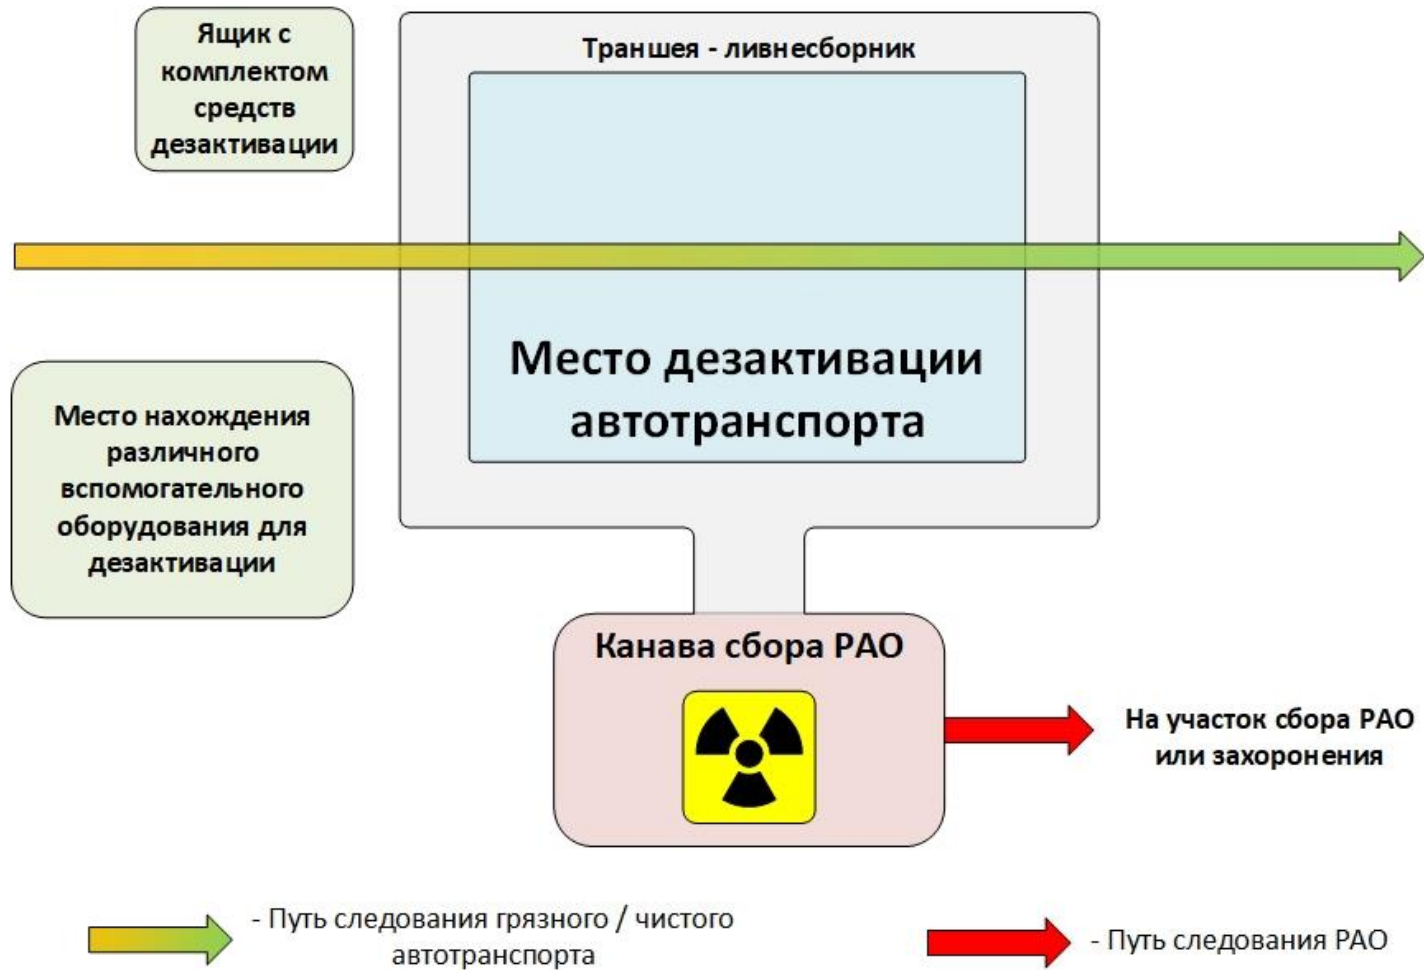 Ящик с
комплектом
средств
дезактивации
Траншея - ливнесборник
Место дезактивации
автотранспорта
Место нахождения
различного
вспомогательного
оборудования для
дезактивации
Канава сбора РАО
На участок сбора РАО
или захоронения
- Путь следования грязного / чистого
автотранспорта
- Путь следования РАО